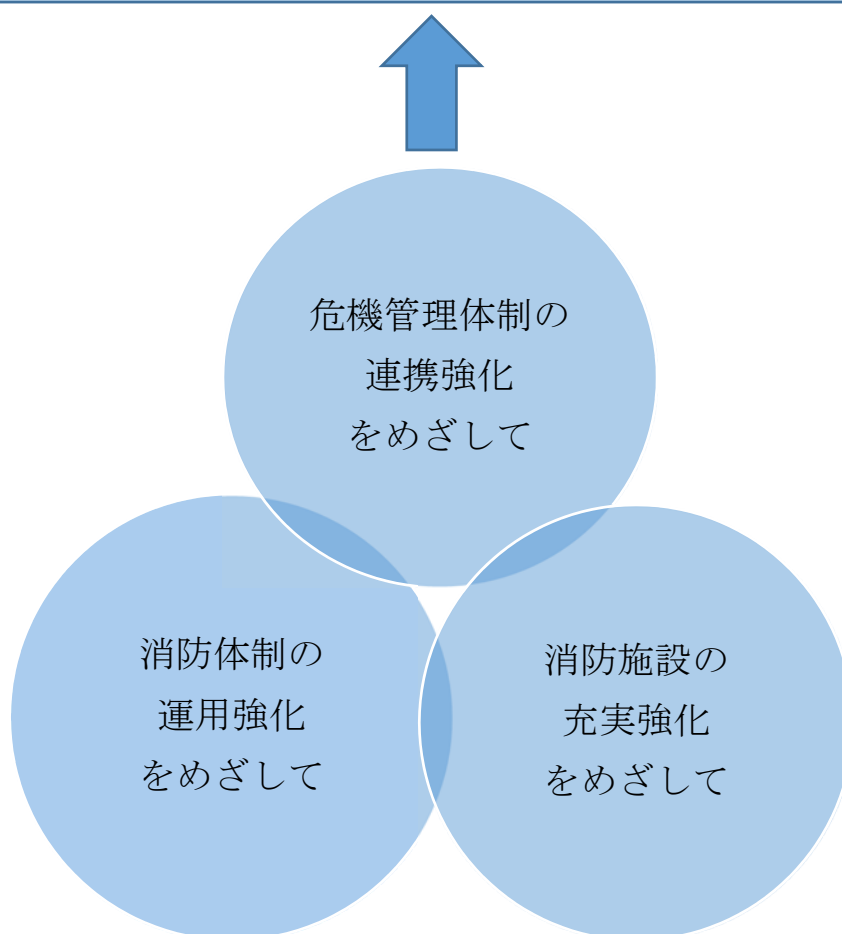 危機管理体制の
連携強化
をめざして
消防体制の
運用強化
をめざして
消防施設の
充実強化
をめざして